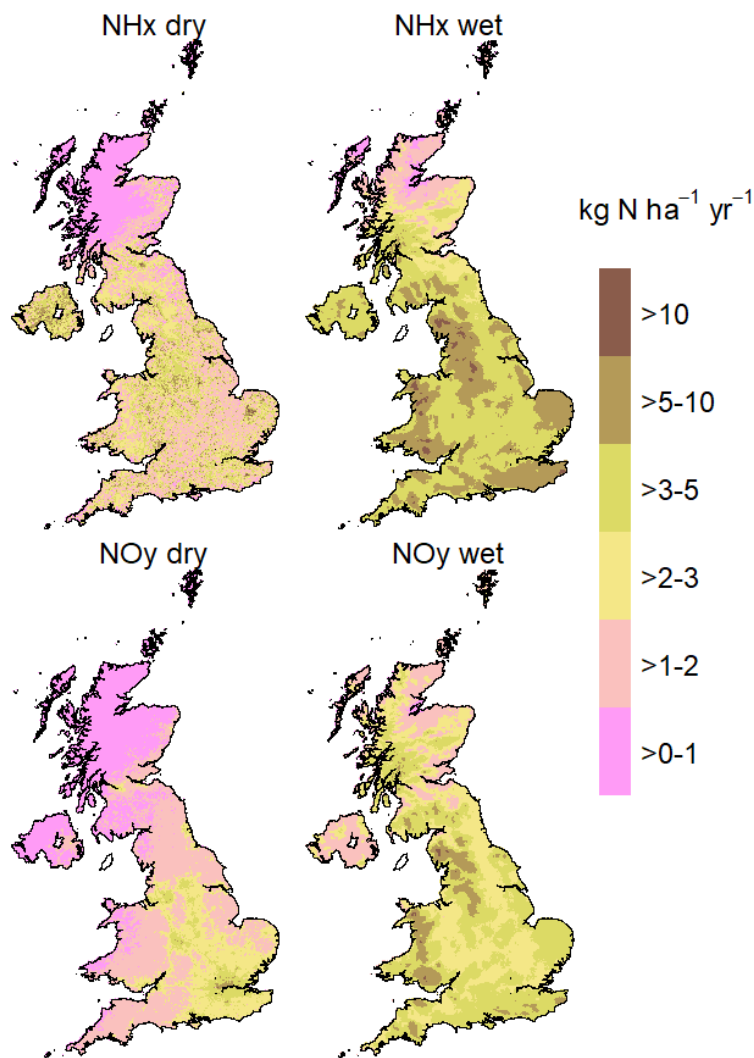 NHx dry
NHx wet
kg N ha⁻¹ yr⁻¹
>10
>5-10
>3-5
>2-3
>1-2
>0-1
NOy dry
NOy wet